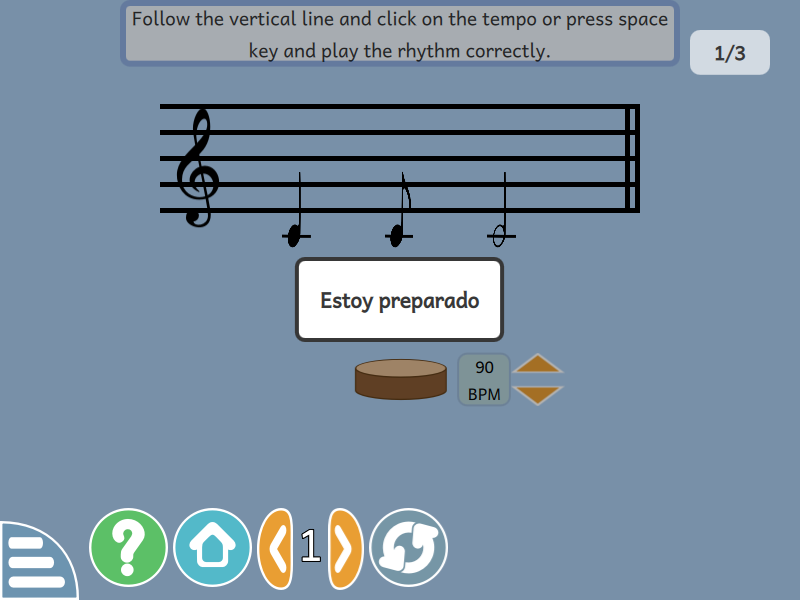 Follow the vertical line and click on the tempo or press space
key and play the rhythm correctly.
1/3
Estoy preparado
90
BPM
?
1